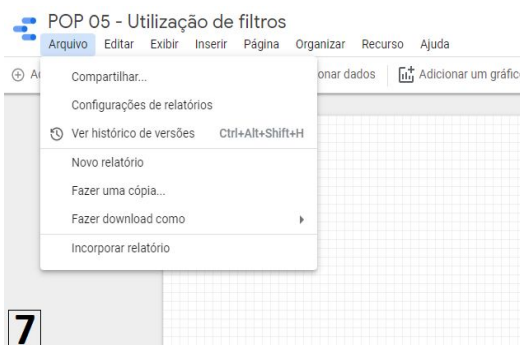 POP 05 - Utilização de filtros
Arquivo Editar Exibir Inserir Página Organizar Recurso Ajuda
onar dados Adicionar um gráfico
Compartilhar...
Configurações de relatórios
Ver histórico de versões Ctrl+Alt+Shift+H
Novo relatório
Fazer uma cópia...
Fazer download como
Incorporar relatório
7